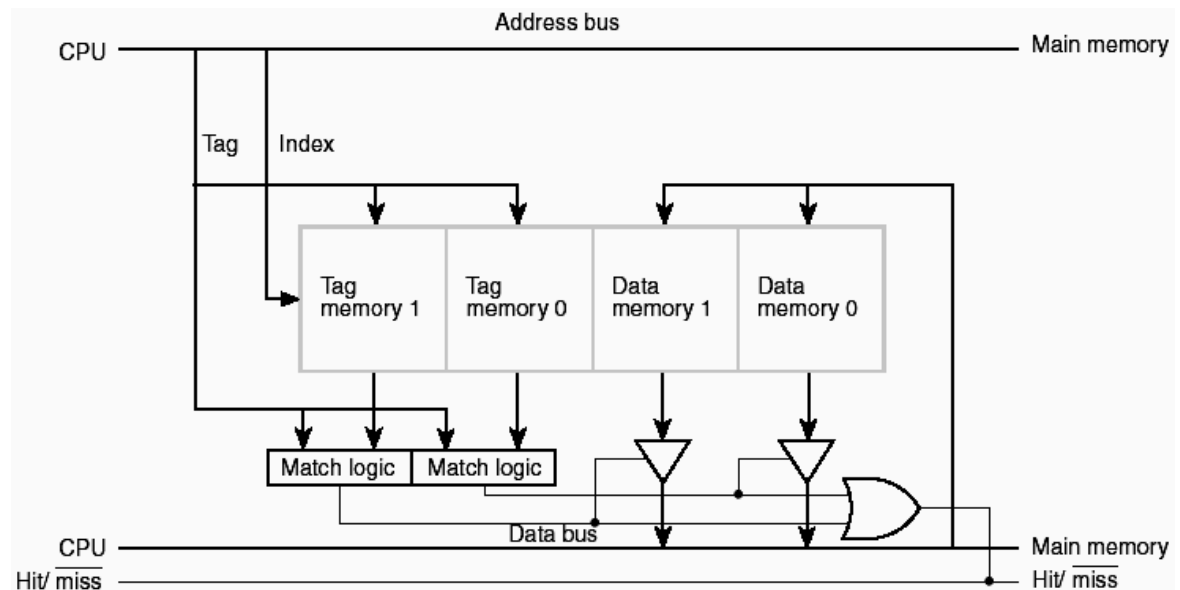 Address bus
CPU
Main memory
Tag
Index
Tag
memory 1
Tag
memory 0
Data
memory 1
Data
memory 0
Match logic
Match logic
Data bus
CPU
Main memory
Hit/ miss
Hit/ miss